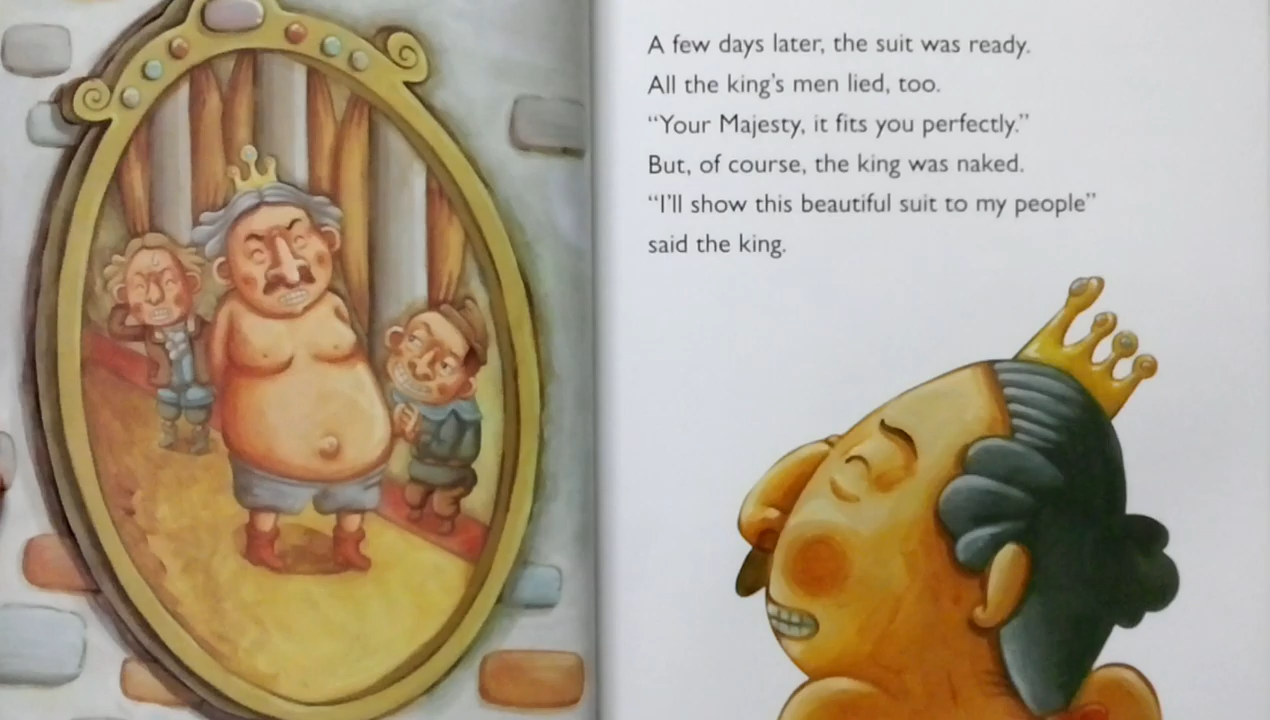 A few days later, the suit was ready.
All the king's men lied, too.
“Your Majesty, it fits you perfectly.”
But, of course, the king was naked.
“I'll show this beautiful suit to my people”
said the king.